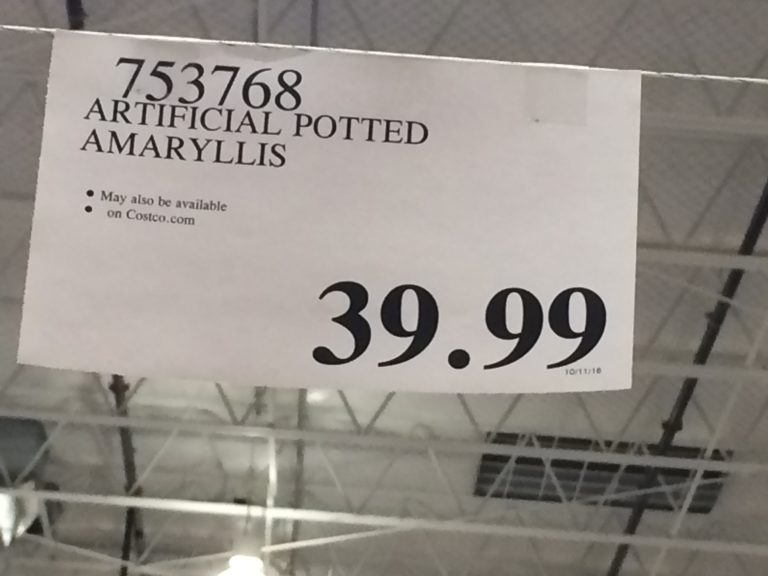 753768
ARTIFICIAL POTTED
AMARYLLIS
• May also be available
• on Costco.com
39.99
10/11/16